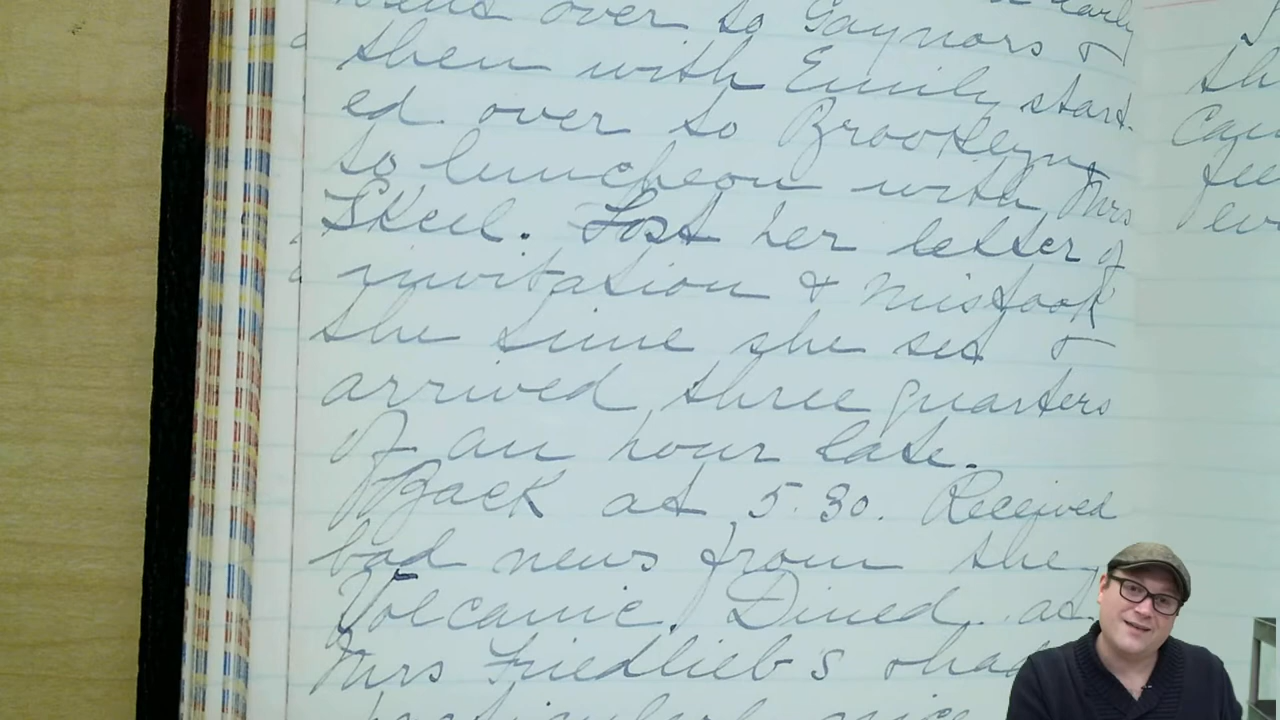 over to Gaynors &
then with Emily start-
ed over to Brooklyn,
to luncheon with Mrs
Skeel. Lost her letter of
invitation & mistook
the time she set &
arrived three quarters
of an hour late.
Back at 5.30. Received
bad news from the
Volcanic. Dined at
Mrs Friedlieb's & had